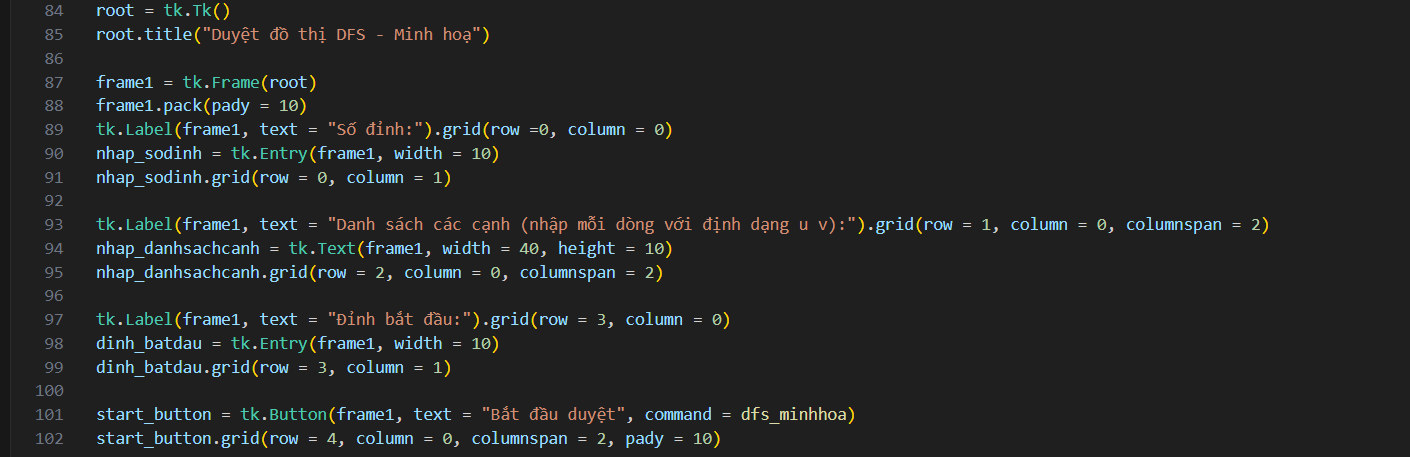 84 root = tk.Tk()
85 root.title("Duyệt đồ thị DFS - Minh hoạ")
86
87 frame1 = tk.Frame(root)
88 frame1.pack(pady = 10)
89 tk.Label(frame1, text = "Số đỉnh:").grid(row =0, column = 0)
90 nhap_sodinh = tk.Entry(frame1, width = 10)
91 nhap_sodinh.grid(row = 0, column = 1)
92
93 tk.Label(frame1, text = "Danh sách các cạnh (nhập mỗi dòng với định dạng u v):").grid(row = 1, column = 0, columnspan = 2)
94 nhap_danhsachcanh = tk.Text(frame1, width = 40, height = 10)
95 nhap_danhsachcanh.grid(row = 2, column = 0, columnspan = 2)
96
97 tk.Label(frame1, text = "Đỉnh bắt đầu:").grid(row = 3, column = 0)
98 dinh_batdau = tk.Entry(frame1, width = 10)
99 dinh_batdau.grid(row = 3, column = 1)
100
101 start_button = tk.Button(frame1, text = "Bắt đầu duyệt", command = dfs_minhhoa)
102 start_button.grid(row = 4, column = 0, columnspan = 2, pady = 10)